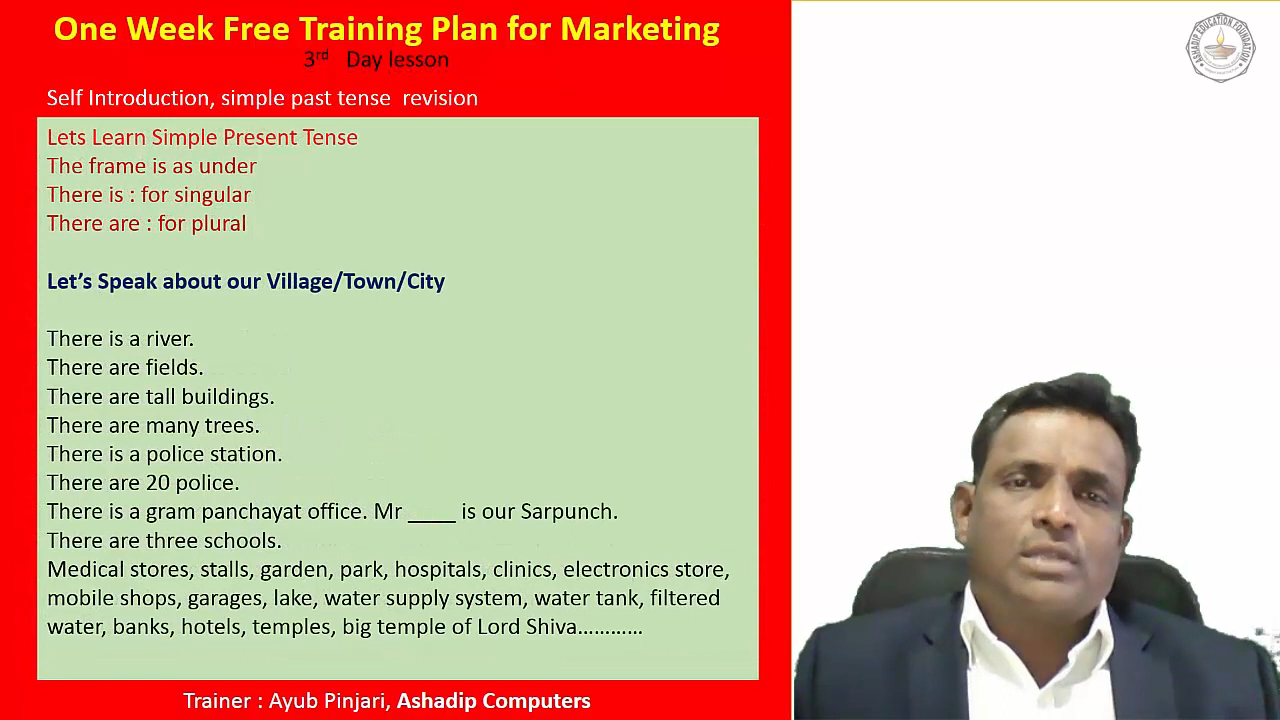 One Week Free Training Plan for Marketing
3rd Day lesson
Self Introduction, simple past tense revision
Lets Learn Simple Present Tense
The frame is as under
There is : for singular
There are : for plural
Let's Speak about our Village/Town/City
There is a river.
There are fields.
There are tall buildings.
There are many trees.
There is a police station.
There are 20 police.
There is a gram panchayat office. Mr ____ is our Sarpunch.
There are three schools.
Medical stores, stalls, garden, park, hospitals, clinics, electronics store,
mobile shops, garages, lake, water supply system, water tank, filtered
water, banks, hotels, temples, big temple of Lord Shiva............
Trainer : Ayub Pinjari, Ashadip Computers
ASHADIP EDUCATION FOUNDATION,